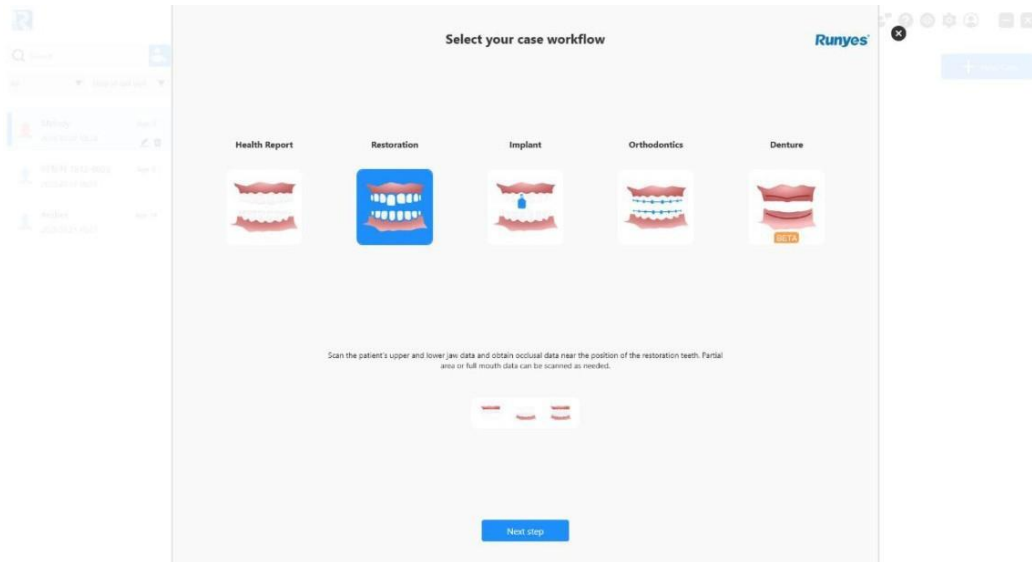 Select your case workflow
Runyes
Health Report
Restoration
Implant
Orthodontics
Denture
BETA
Scan the patient's upper and lower jaw data and obtain occlusal data near the position of the restoration teeth. Partial
area or full mouth data can be scanned as needed.
Next step